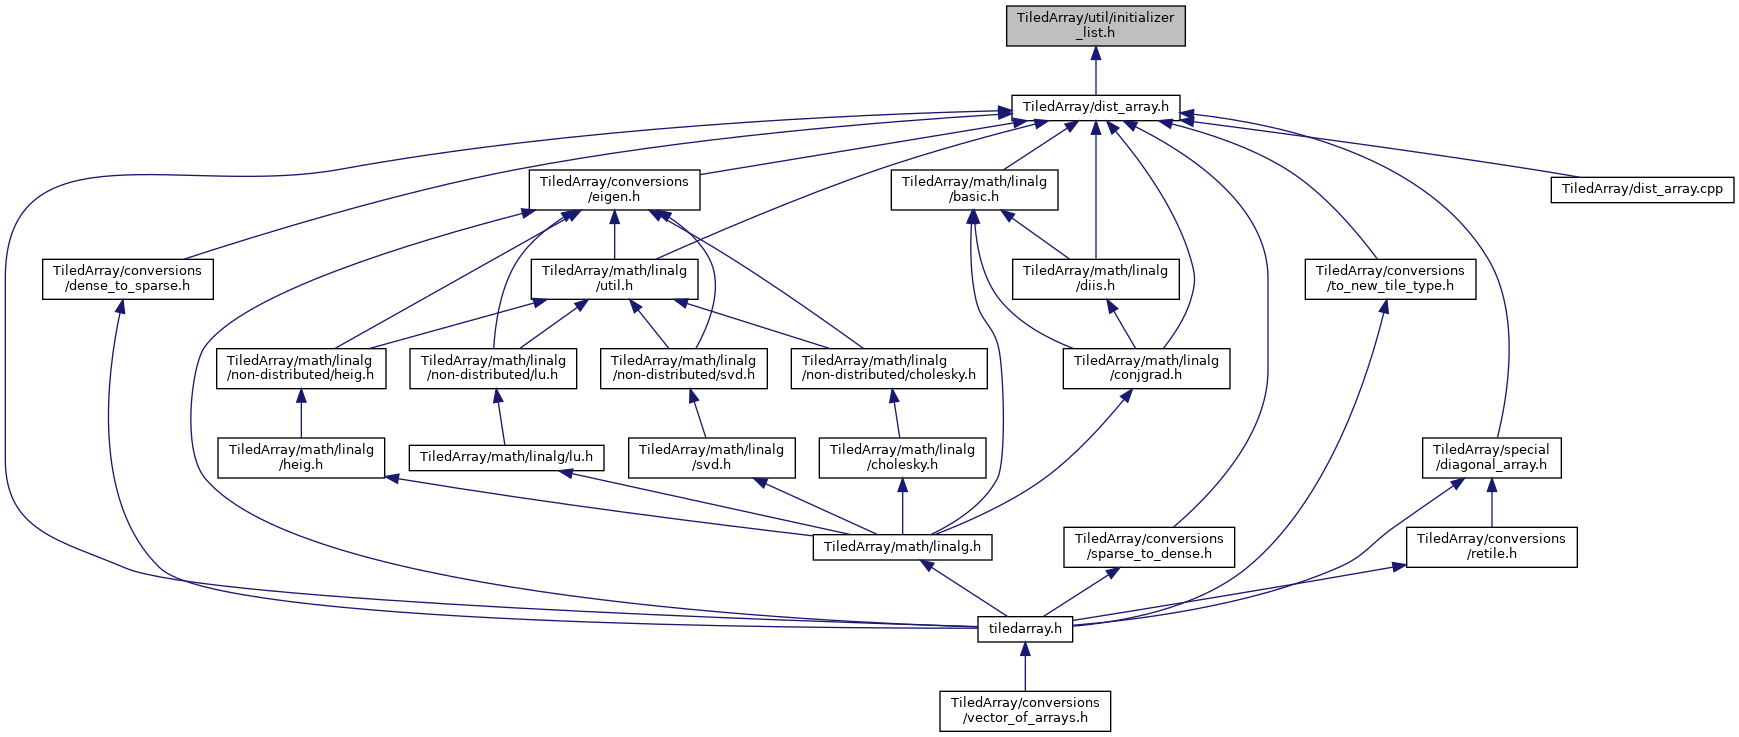 TiledArray/util/initializer
_list.h
TiledArray/dist_array.h
TiledArray/conversions
/eigen.h
TiledArray/math/linalg
/basic.h
TiledArray/dist_array.cpp
TiledArray/conversions
/dense_to_sparse.h
TiledArray/math/linalg
/util.h
TiledArray/math/linalg
/diis.h
TiledArray/conversions
/to_new_tile_type.h
TiledArray/math/linalg
/non-distributed/heig.h
TiledArray/math/linalg
/non-distributed/lu.h
TiledArray/math/linalg
/non-distributed/svd.h
TiledArray/math/linalg
/non-distributed/cholesky.h
TiledArray/math/linalg
/conjgrad.h
TiledArray/math/linalg
/heig.h
TiledArray/math/linalg/lu.h
TiledArray/math/linalg
/svd.h
TiledArray/math/linalg
/cholesky.h
TiledArray/special
/diagonal_array.h
TiledArray/math/linalg.h
TiledArray/conversions
/sparse_to_dense.h
TiledArray/conversions
/retile.h
tiledarray.h
TiledArray/conversions
/vector_of_arrays.h